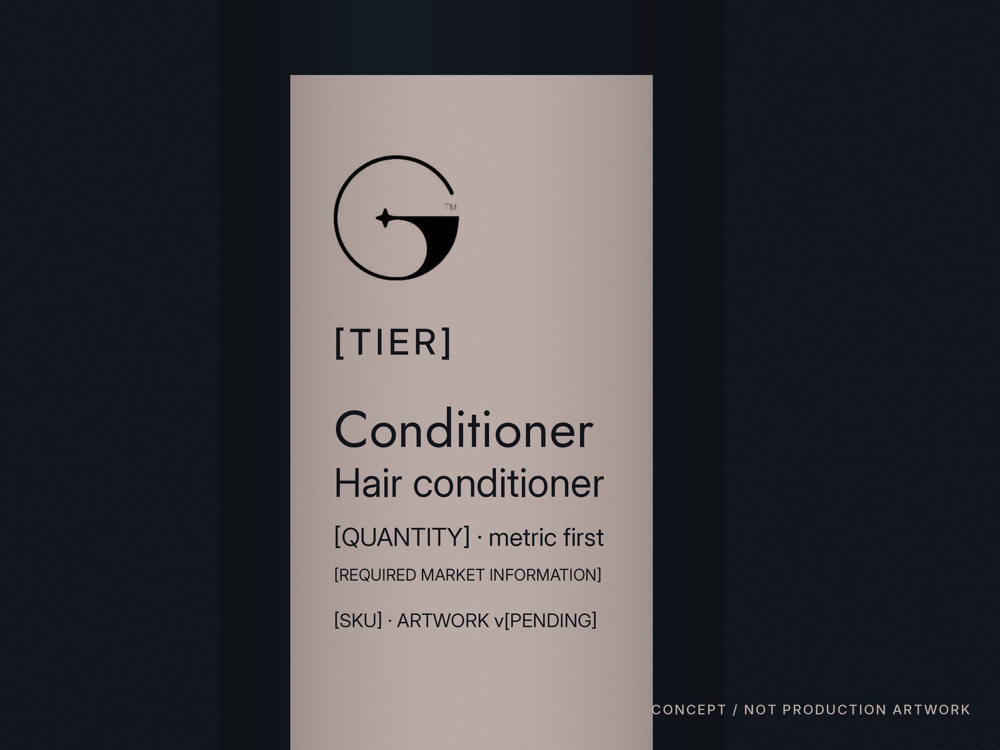 TM
[TIER]
Conditioner
Hair conditioner
[QUANTITY] · metric first
[REQUIRED MARKET INFORMATION]
[SKU] · ARTWORK v[PENDING]
CONCEPT / NOT PRODUCTION ARTWORK